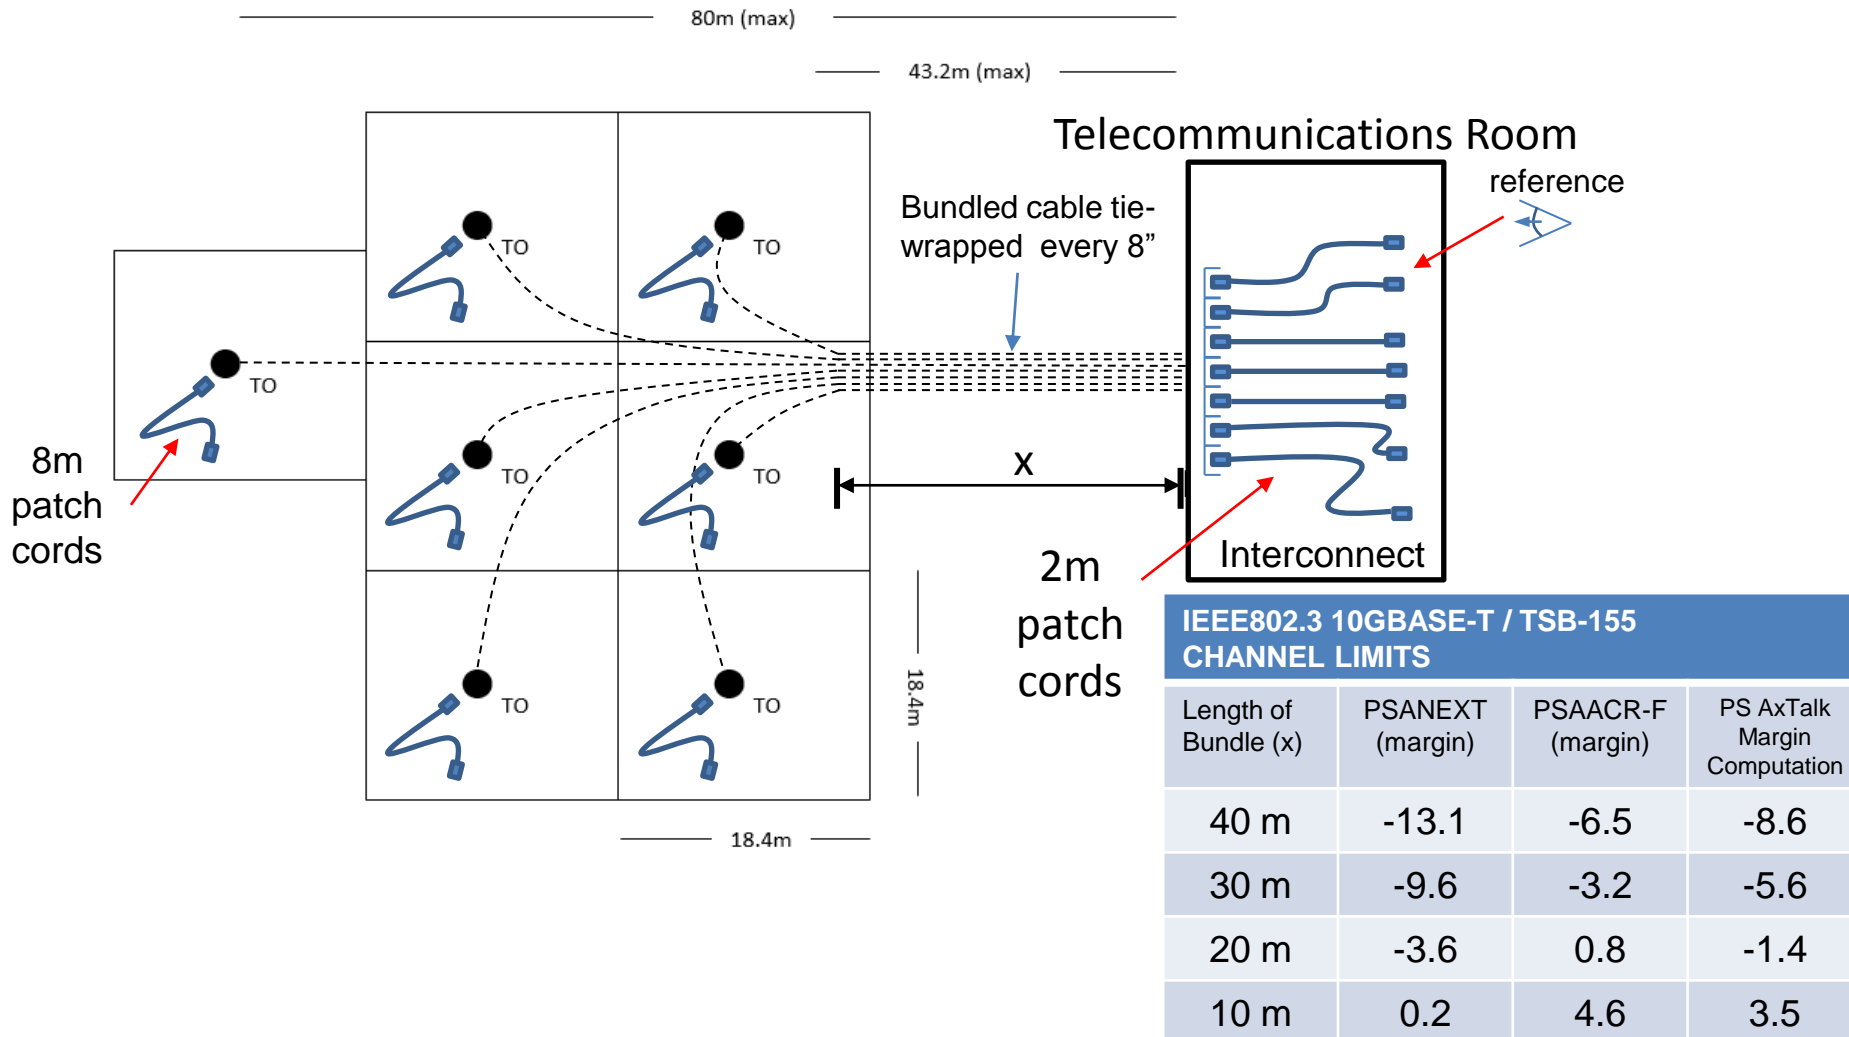 80m (max)
43.2m (max)
Telecommunications Room
reference
Bundled cable tie-
wrapped every 8”
TO
TO
TO
TO
TO
TO
TO
8m
patch
cords
x
Interconnect
2m
patch
cords
18.4m
18.4m
IEEE802.3 10GBASE-T / TSB-155
CHANNEL LIMITS
Length of
Bundle (x)
PSANEXT
(margin)
PSAACR-F
(margin)
PS AxTalk
Margin
Computation
40 m -13.1 -6.5 -8.6
30 m -9.6 -3.2 -5.6
20 m -3.6 0.8 -1.4
10 m 0.2 4.6 3.5